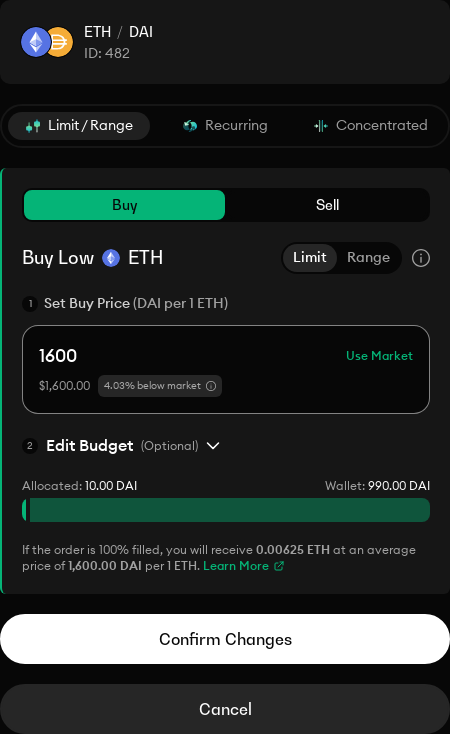 ETH / DAI
ID: 482
Limit / Range Recurring Concentrated
Buy Sell
Buy Low ETH Limit Range
1 Set Buy Price (DAI per 1 ETH)
1600 Use Market
$1,600.00 4.03% below market
2 Edit Budget (Optional)
Allocated: 10.00 DAI Wallet: 990.00 DAI
If the order is 100% filled, you will receive 0.00625 ETH at an average
price of 1,600.00 DAI per 1 ETH. Learn More
Confirm Changes
Cancel